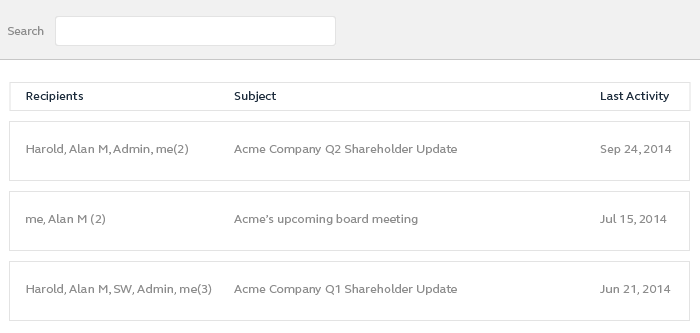 Search
Recipients Subject Last Activity
Harold, Alan M, Admin, me(2) Acme Company Q2 Shareholder Update Sep 24, 2014
me, Alan M (2) Acme's upcoming board meeting Jul 15, 2014
Harold, Alan M, SW, Admin, me(3) Acme Company Q1 Shareholder Update Jun 21, 2014